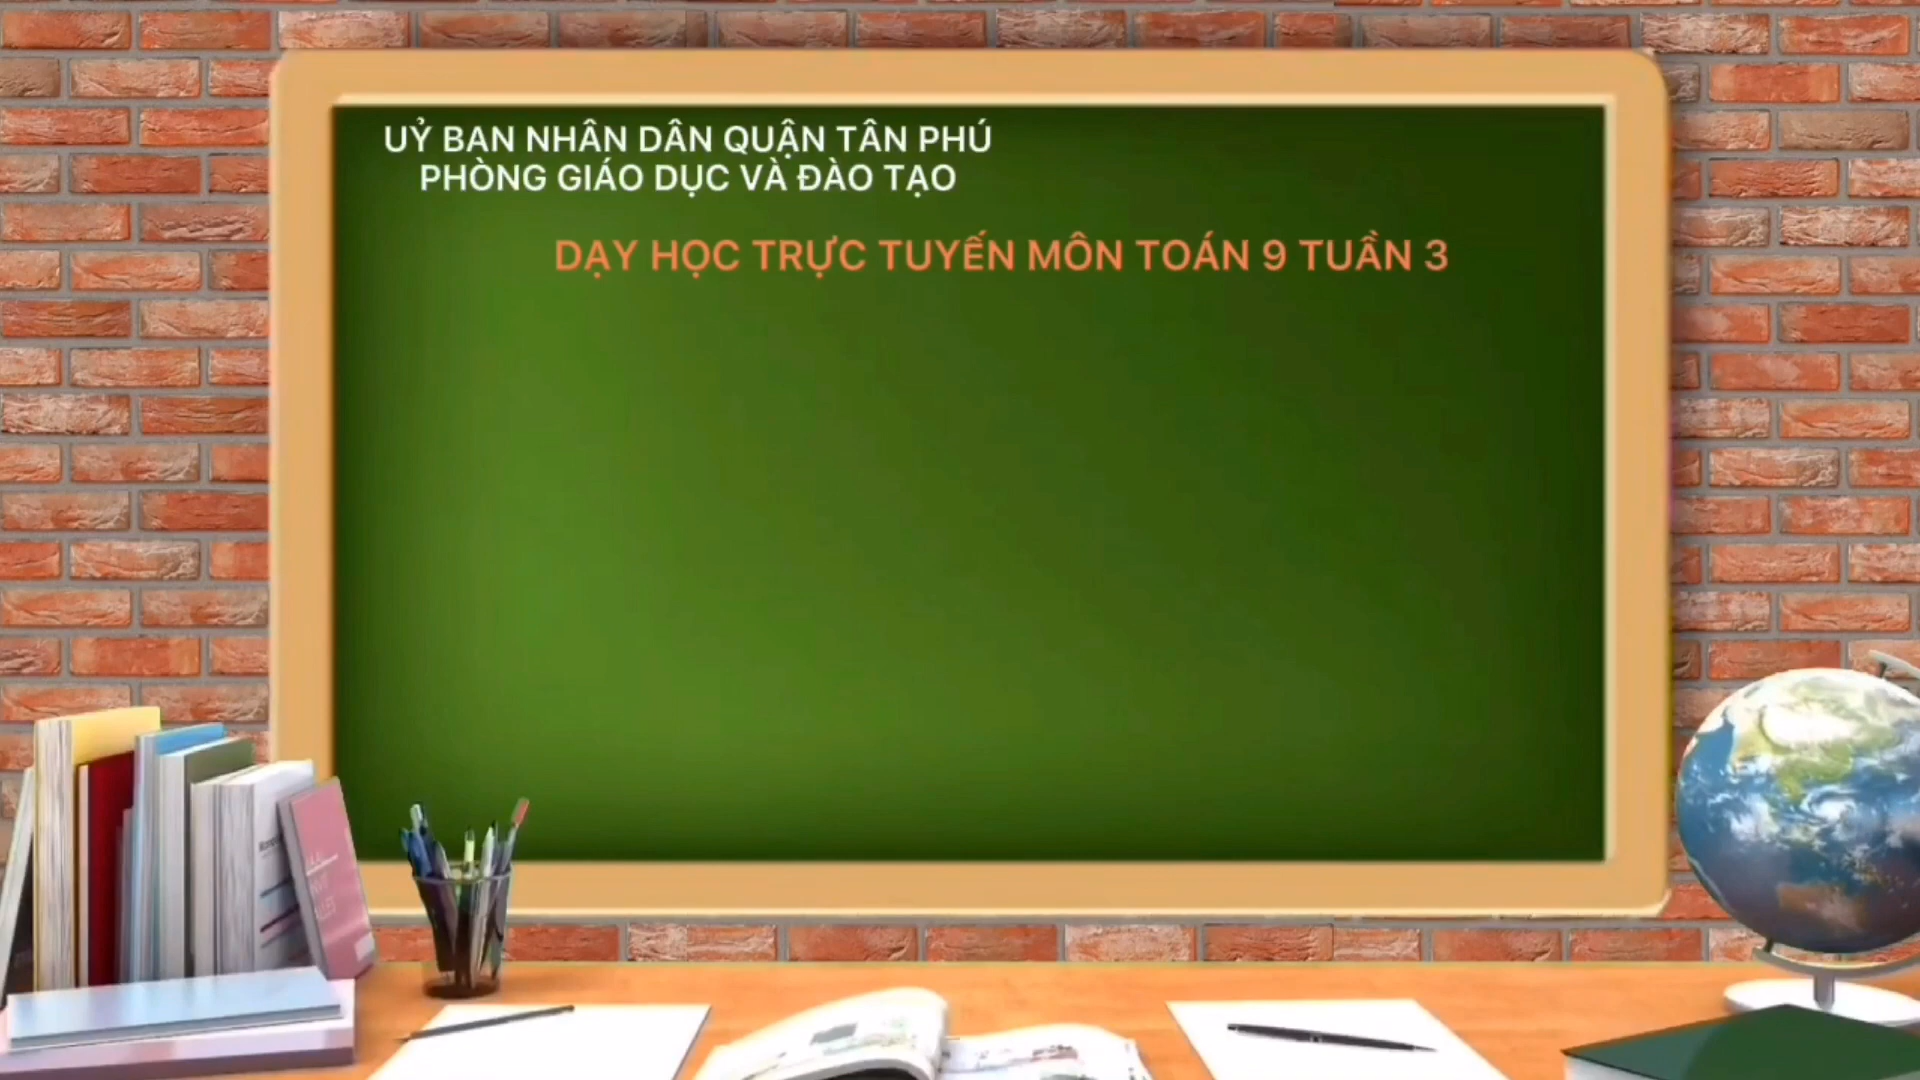 UỶ BAN NHÂN DÂN QUẬN TÂN PHÚ
PHÒNG GIÁO DỤC VÀ ĐÀO TẠO
DẠY HỌC TRỰC TUYẾN MÔN TOÁN 9 TUẦN 3